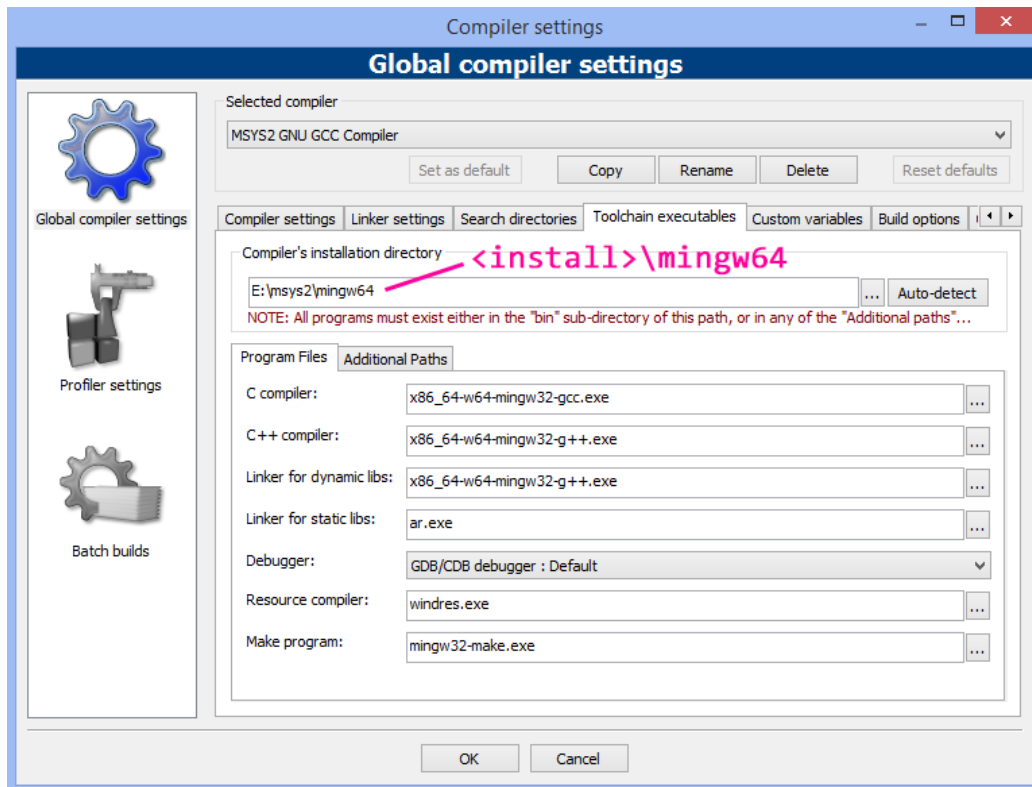 Compiler settings
Global compiler settings
Global compiler settings
Profiler settings
Batch builds
Selected compiler
MSYS2 GNU GCC Compiler
Set as default Copy Rename Delete Reset defaults
Compiler settings Linker settings Search directories Toolchain executables Custom variables Build options
Compiler's installation directory
<install>\mingw64
E:\msys2\mingw64 ... Auto-detect
NOTE: All programs must exist either in the "bin" sub-directory of this path, or in any of the "Additional paths"...
Program Files Additional Paths
C compiler: x86_64-w64-mingw32-gcc.exe ...
C++ compiler: x86_64-w64-mingw32-g++.exe ...
Linker for dynamic libs: x86_64-w64-mingw32-g++.exe ...
Linker for static libs: ar.exe ...
Debugger: GDB/CDB debugger : Default
Resource compiler: windres.exe ...
Make program: mingw32-make.exe ...
OK Cancel